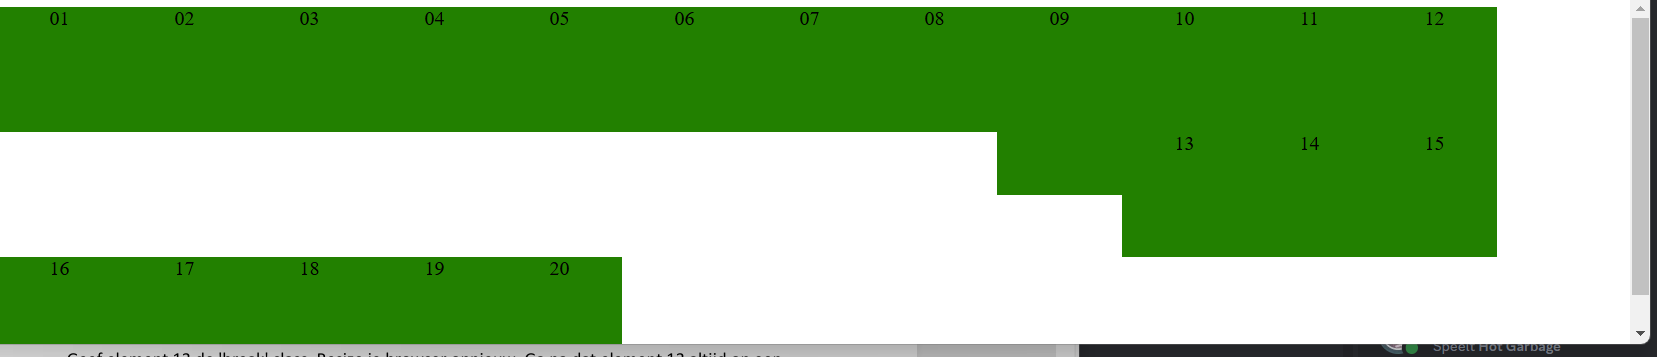 01 02 03 04 05 06 07 08 09 10 11 12
13 14 15
16 17 18 19 20
Geef element 13 de 'break' class. Resize je browser opnieuw. Ga na dat element 13 altijd op een
Speelt Hot Garbage